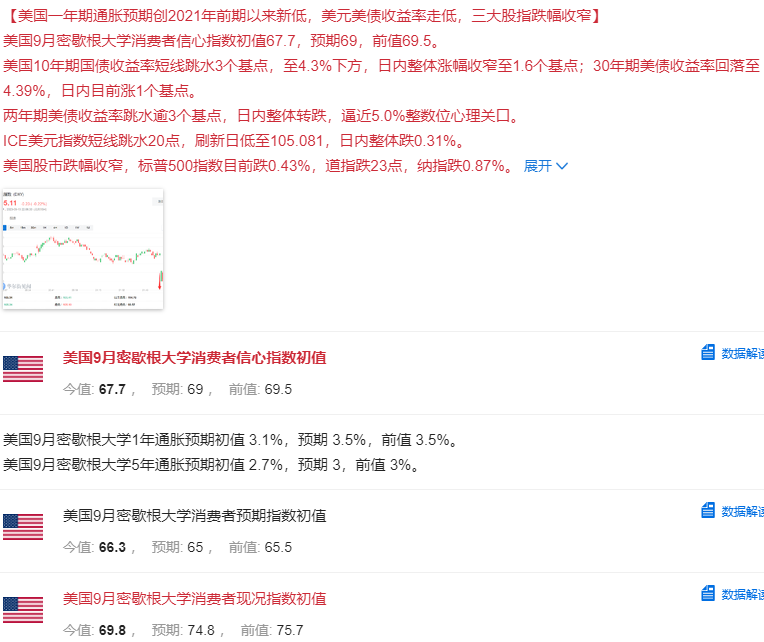 【美国一年期通胀预期创2021年前期以来新低，美元美债收益率走低，三大股指跌幅收窄】
美国9月密歇根大学消费者信心指数初值67.7，预期69，前值69.5。
美国10年期国债收益率短线跳水3个基点，至4.3%下方，日内整体涨幅收窄至1.6个基点；30年期美债收益率回落至
4.39%，日内目前涨1个基点。
两年期美债收益率跳水逾3个基点，日内整体转跌，逼近5.0%整数位心理关口。
ICE美元指数短线跳水20点，刷新日低至105.081，日内整体跌0.31%。
美国股市跌幅收窄，标普500指数目前跌0.43%，道指跌23点，纳指跌0.87%。 展开
美国9月密歇根大学消费者信心指数初值
数据解读
今值: 67.7， 预期: 69， 前值: 69.5
美国9月密歇根大学1年通胀预期初值 3.1%，预期 3.5%，前值 3.5%。
美国9月密歇根大学5年通胀预期初值 2.7%，预期 3，前值 3%。
美国9月密歇根大学消费者预期指数初值
数据解读
今值: 66.3， 预期: 65， 前值: 65.5
美国9月密歇根大学消费者现况指数初值
数据解读
今值: 69.8， 预期: 74.8， 前值: 75.7